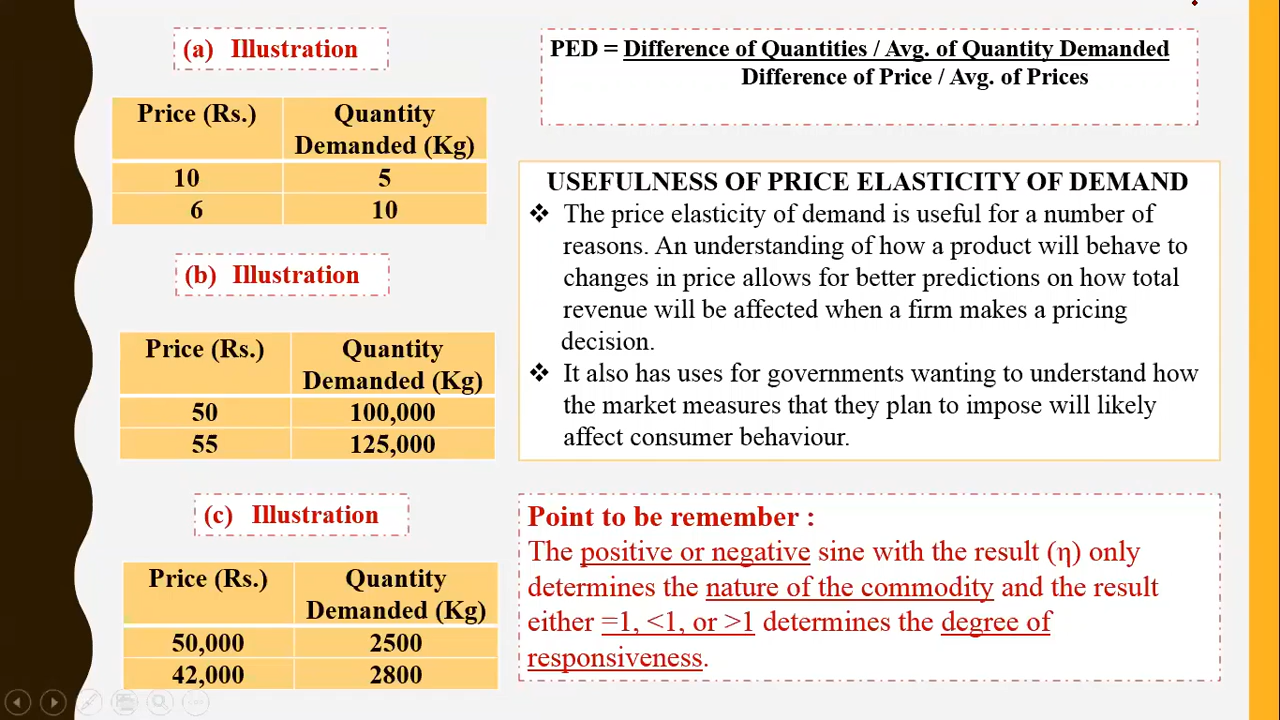 (a) Illustration
Price (Rs.) Quantity
Demanded (Kg)
10 5
6 10
(b) Illustration
Price (Rs.) Quantity
Demanded (Kg)
50 100,000
55 125,000
(c) Illustration
Price (Rs.) Quantity
Demanded (Kg)
50,000 2500
42,000 2800
PED = Difference of Quantities / Avg. of Quantity Demanded
Difference of Price / Avg. of Prices
USEFULNESS OF PRICE ELASTICITY OF DEMAND
❖ The price elasticity of demand is useful for a number of
reasons. An understanding of how a product will behave to
changes in price allows for better predictions on how total
revenue will be affected when a firm makes a pricing
decision.
❖ It also has uses for governments wanting to understand how
the market measures that they plan to impose will likely
affect consumer behaviour.
Point to be remember :
The positive or negative sine with the result (η) only
determines the nature of the commodity and the result
either =1, <1, or >1 determines the degree of
responsiveness.